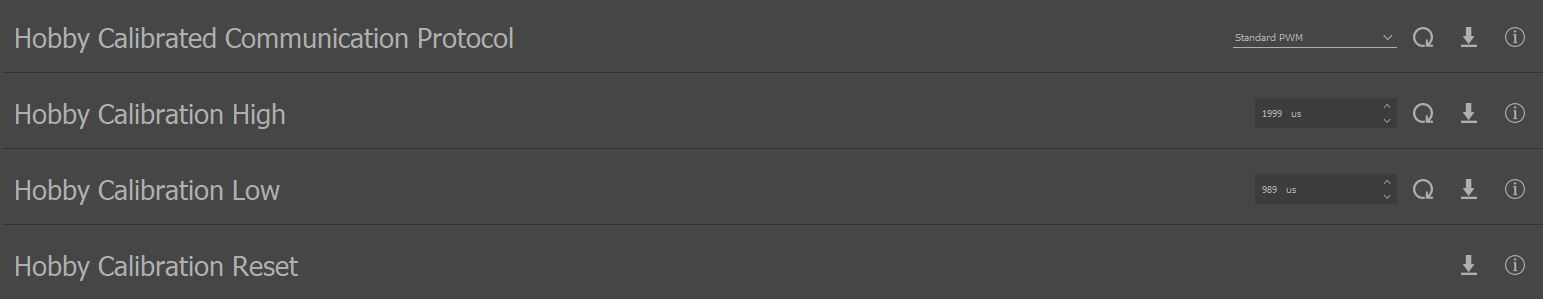 Hobby Calibrated Communication Protocol Standard PWM
Hobby Calibration High 1999 us
Hobby Calibration Low 989 us
Hobby Calibration Reset